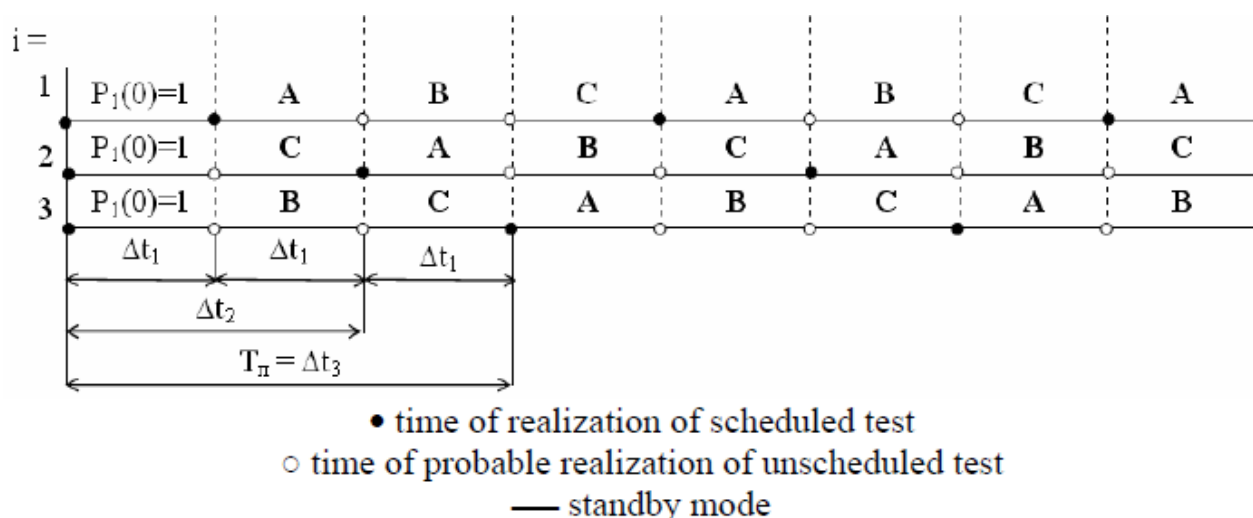 i =
1 P₁(0)=1 A B C A B C A
2 P₁(0)=1 C A B C A B C
3 P₁(0)=1 B C A B C A B
Δt₁ Δt₁ Δt₁
Δt₂
Tπ = Δt₃
● time of realization of scheduled test
○ time of probable realization of unscheduled test
— standby mode